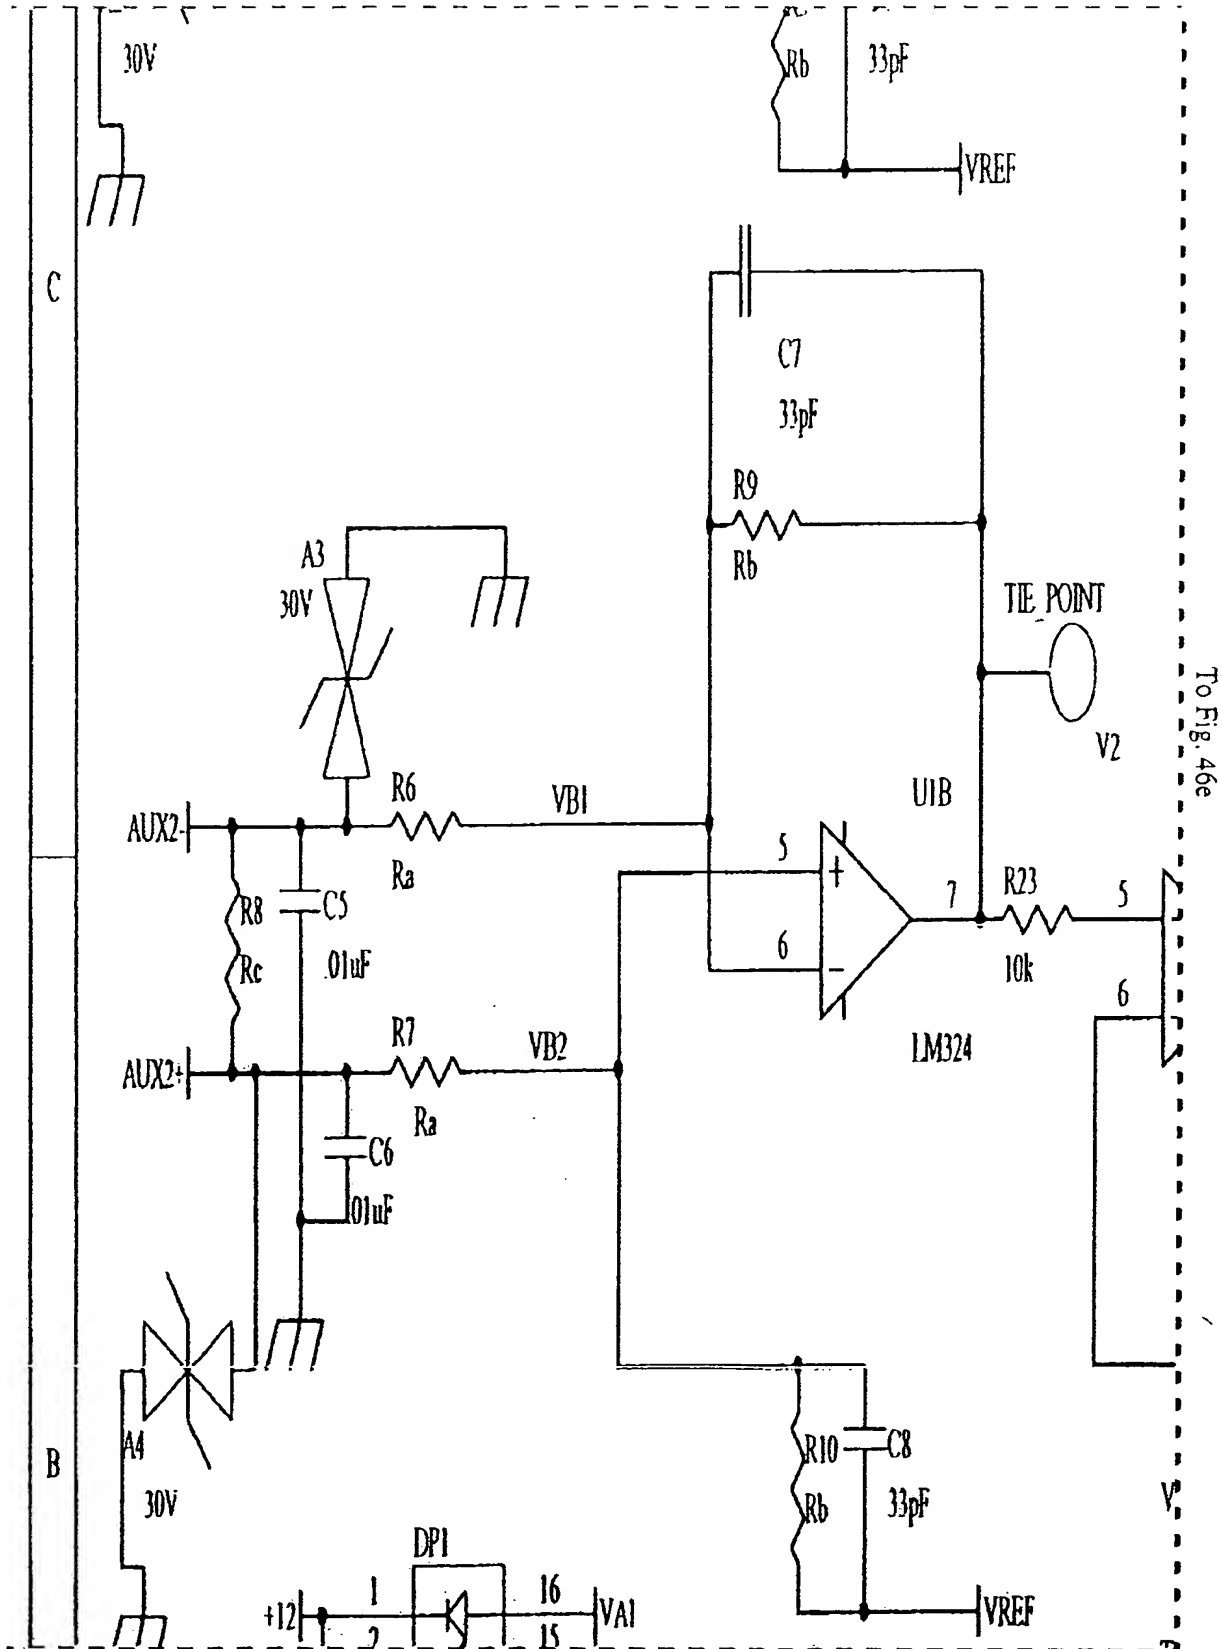 30V
Rb
33pF
VREF
C
C7
33pF
R9
Rb
A3
30V
TIE_POINT
To Fig. 46e
V2
U1B
R6
VB1
AUX2-
Ra
5
+
7
R23
5
R8
C5
6
-
10k
6
Rc
.01uF
R7
VB2
LM324
AUX2+
Ra
C6
.01uF
A4
R10
C8
B
30V
Rb
33pF
V
DP1
1
16
+12
VA1
VREF
2
15